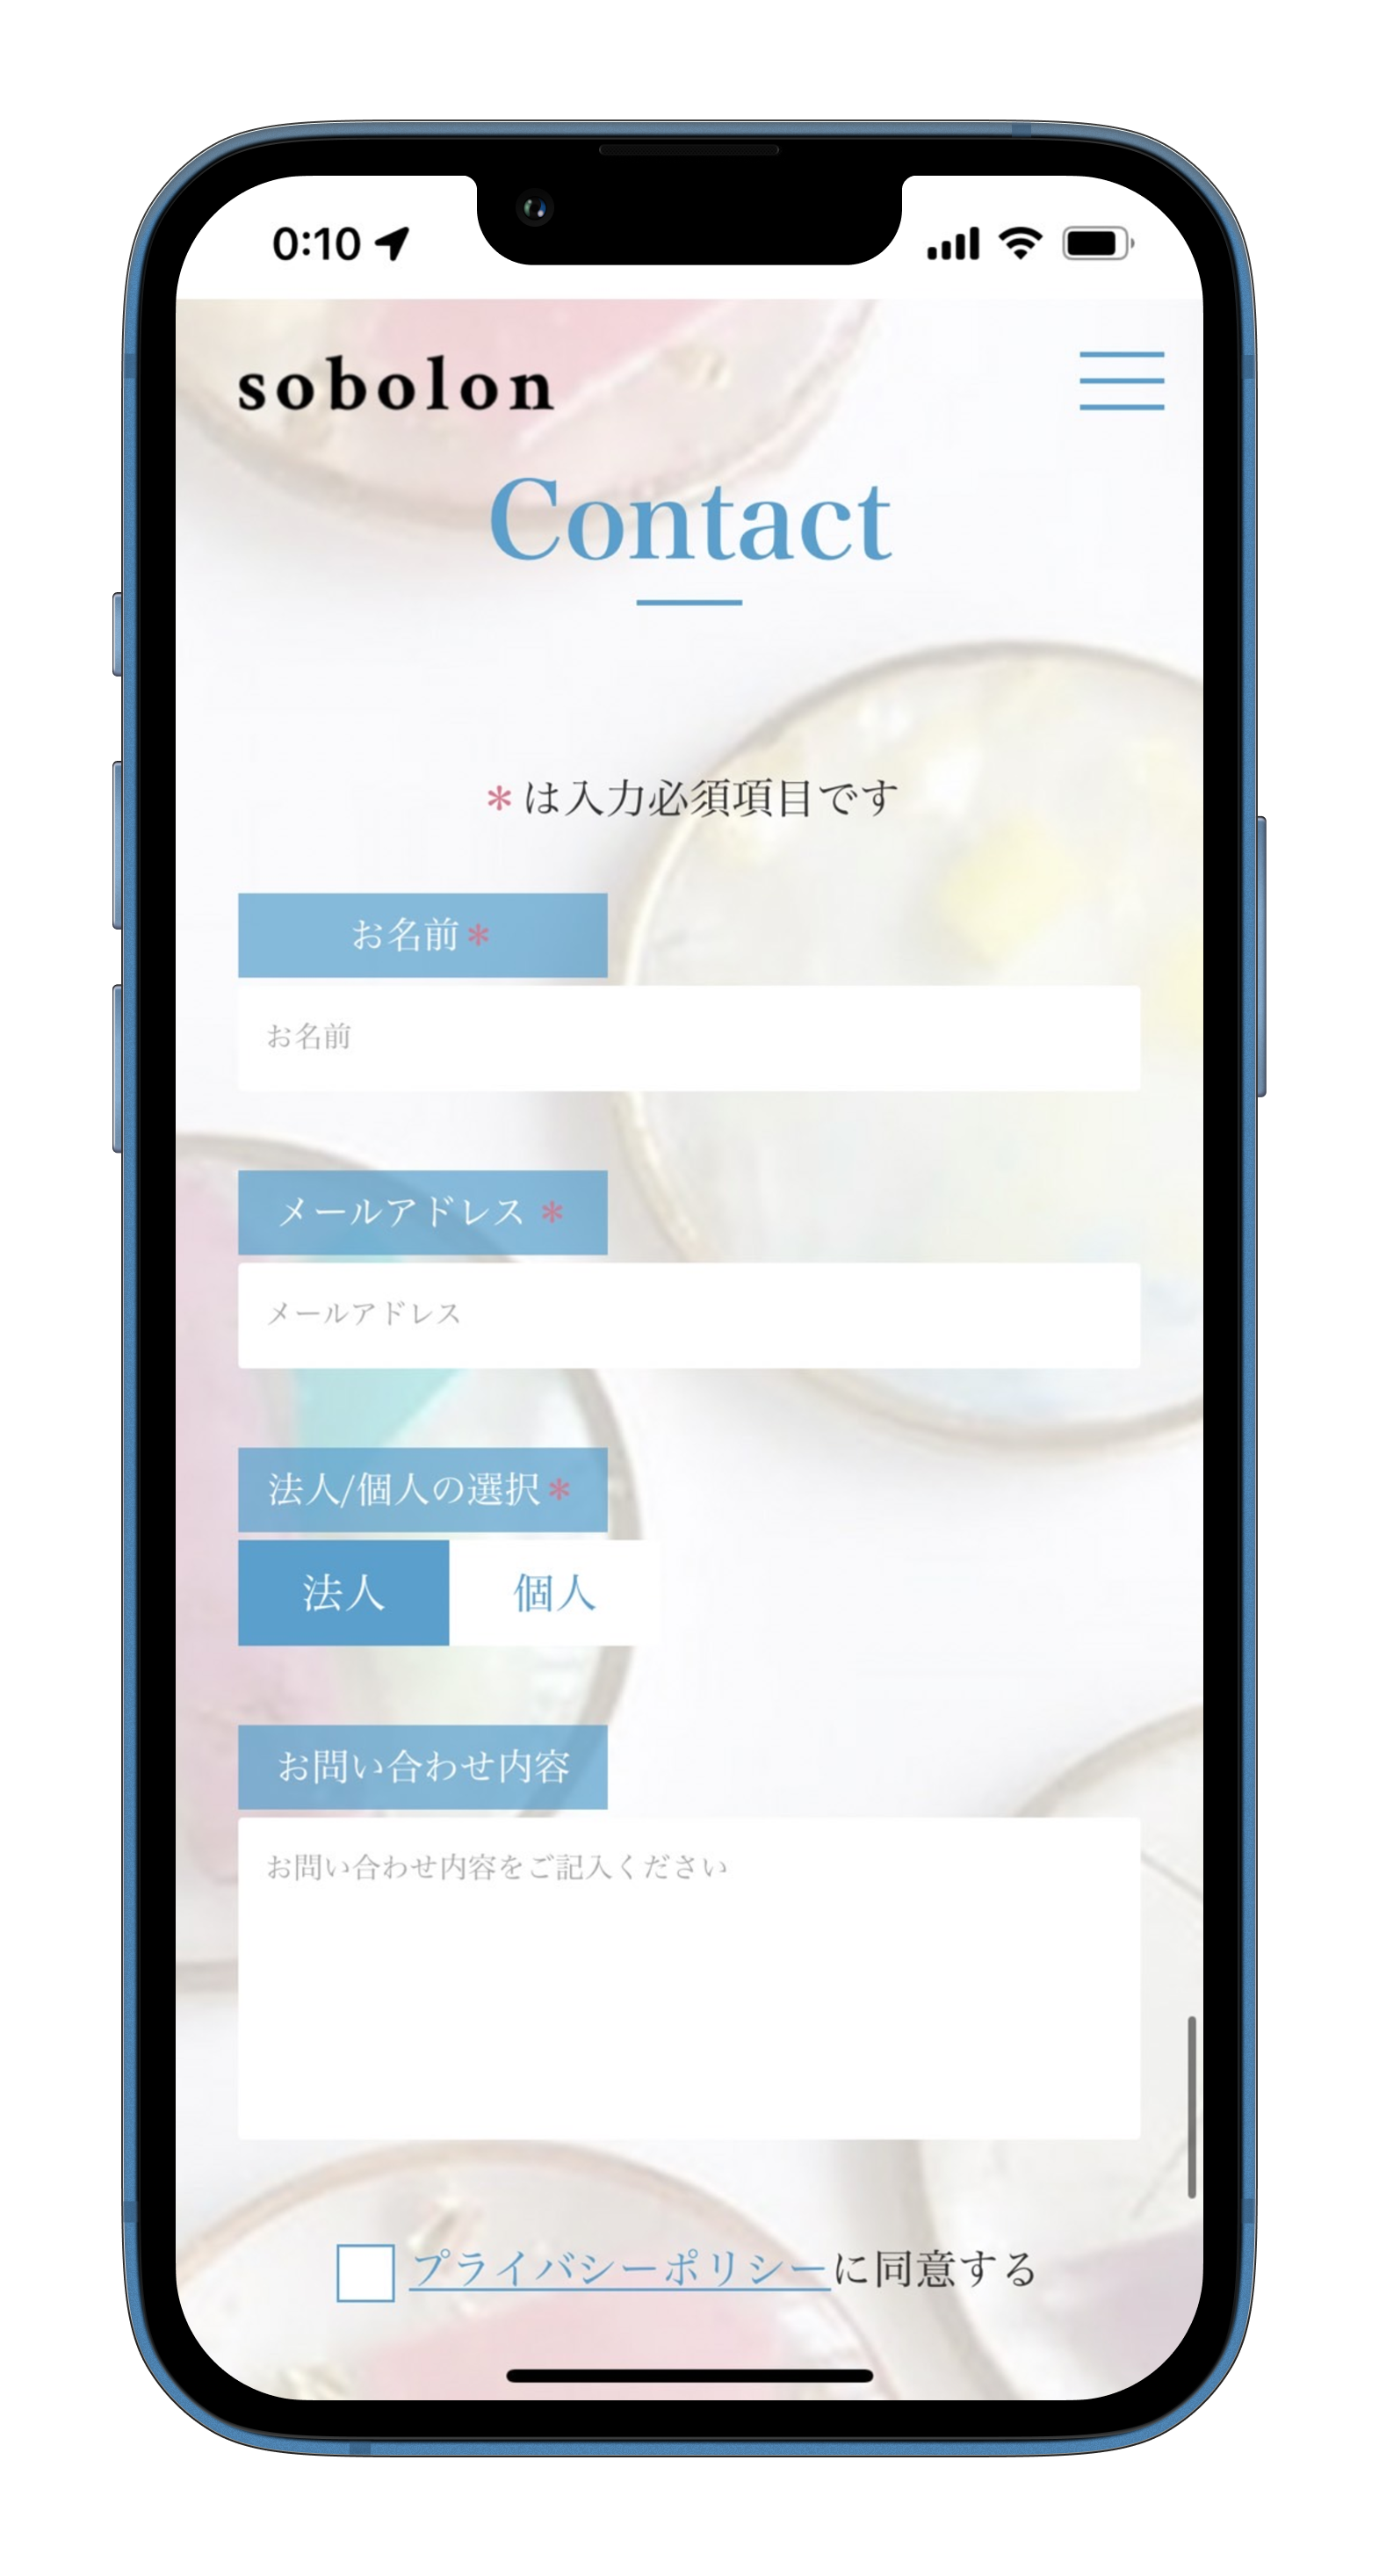 0:10
sobolon
Contact
*は入力必須項目です
お名前*
お名前
メールアドレス *
メールアドレス
法人/個人の選択*
法人 個人
お問い合わせ内容
お問い合わせ内容をご記入ください
プライバシーポリシーに同意する